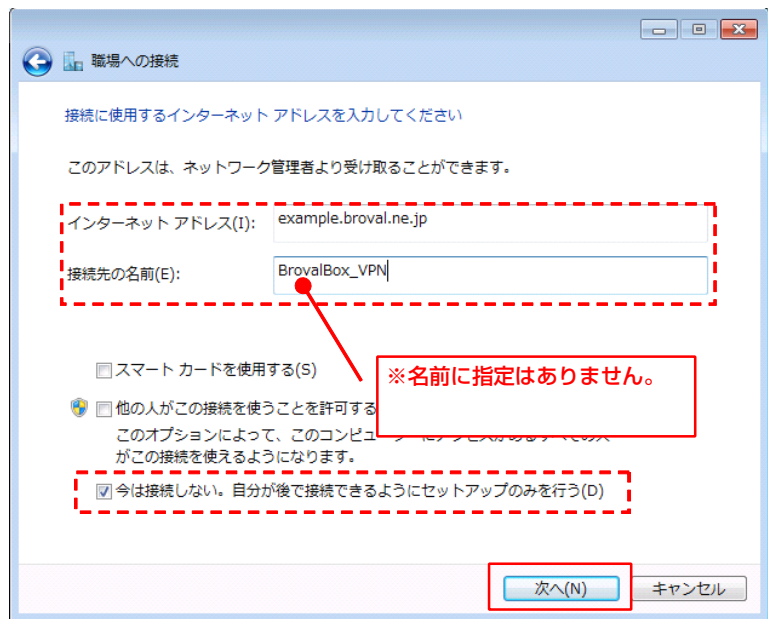 職場への接続
接続に使用するインターネット アドレスを入力してください
このアドレスは、ネットワーク管理者より受け取ることができます。
インターネット アドレス(I):
example.broval.ne.jp
接続先の名前(E):
BrovalBox_VPN
スマート カードを使用する(S)
※名前に指定はありません。
他の人がこの接続を使うことを許可する
このオプションによって、このコンピュ
がこの接続を使えるようになります。
今は接続しない。自分が後で接続できるようにセットアップのみを行う(D)
次へ(N)
キャンセル